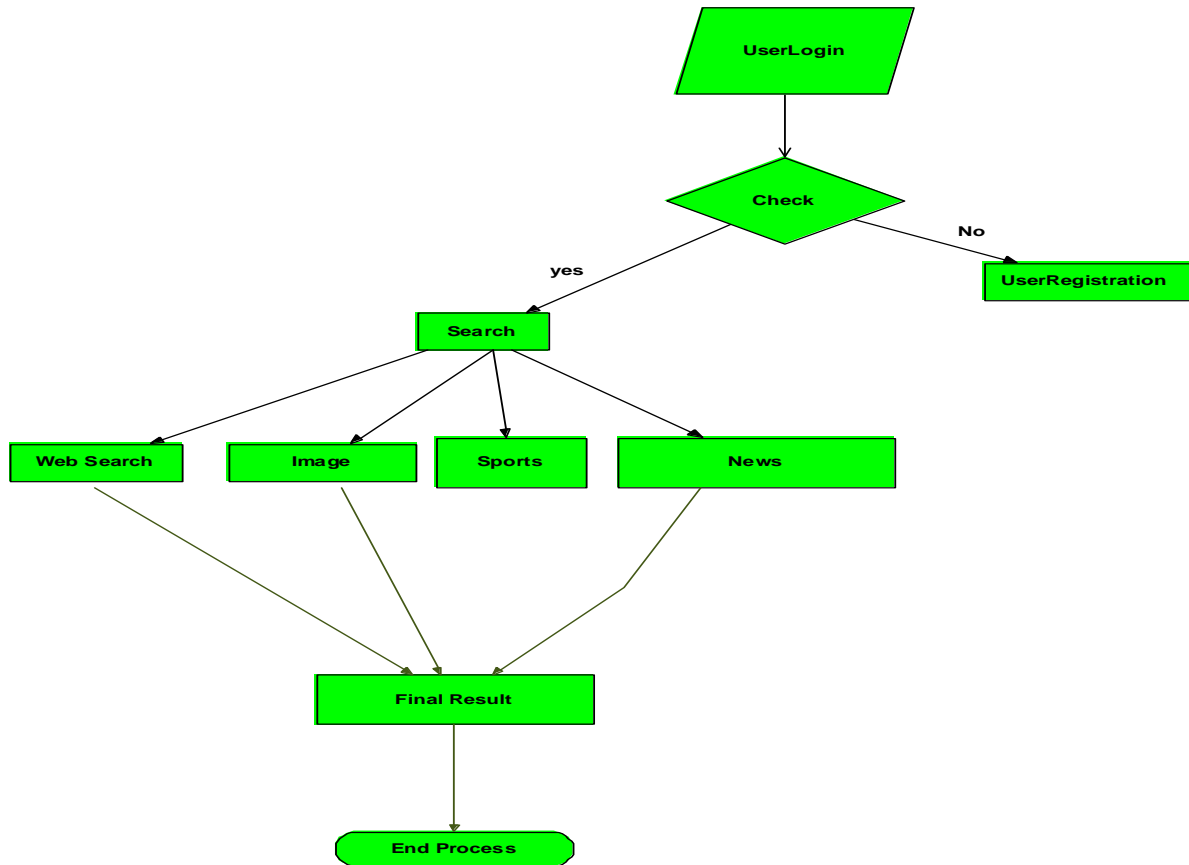 UserLogin
Check
No
yes
UserRegistration
Search
Web Search
Image
Sports
News
Final Result
End Process